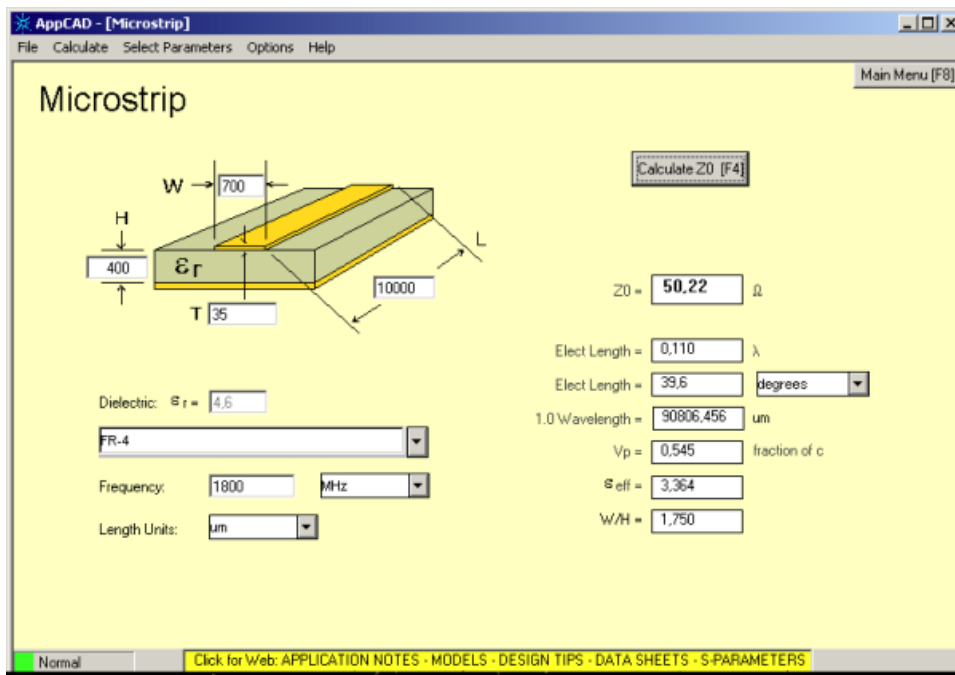 AppCAD - [Microstrip]
File Calculate Select Parameters Options Help
Main Menu [F8]
Microstrip
Calculate Z0 [F4]
W 700
H
L
400
εr
10000
T 35
Z0 = 50,22 Ω
Elect Length = 0,110 λ
Elect Length = 39,6 degrees
1.0 Wavelength = 90806,456 um
Vp = 0,545 fraction of c
εeff = 3,364
W/H = 1,750
Dielectric: εr = 4,6
FR-4
Frequency: 1800 MHz
Length Units: um
Normal
Click for Web: APPLICATION NOTES - MODELS - DESIGN TIPS - DATA SHEETS - S-PARAMETERS